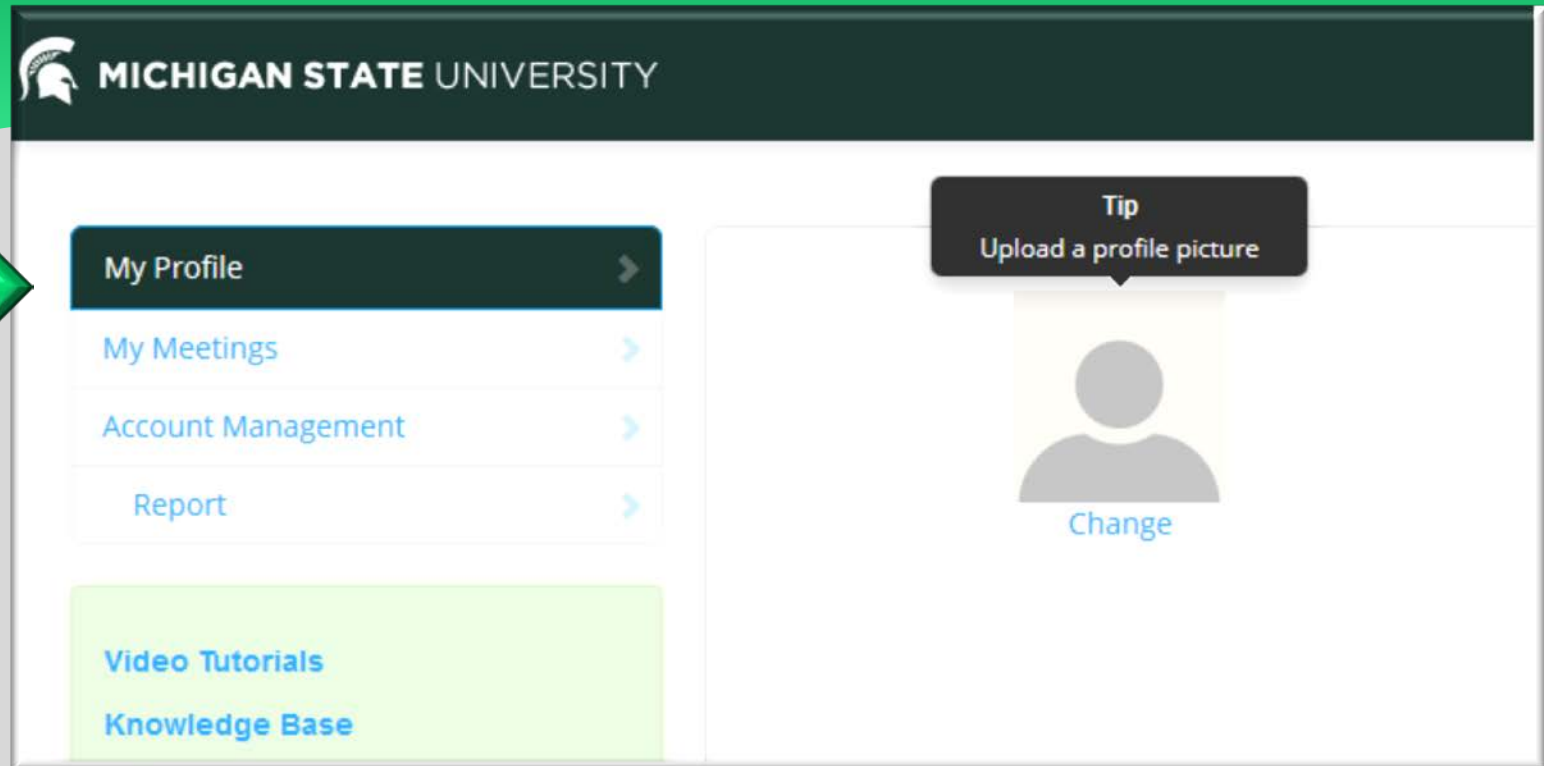 MICHIGAN STATE UNIVERSITY
My Profile
My Meetings
Account Management
Report
Video Tutorials
Knowledge Base
Tip
Upload a profile picture
Change